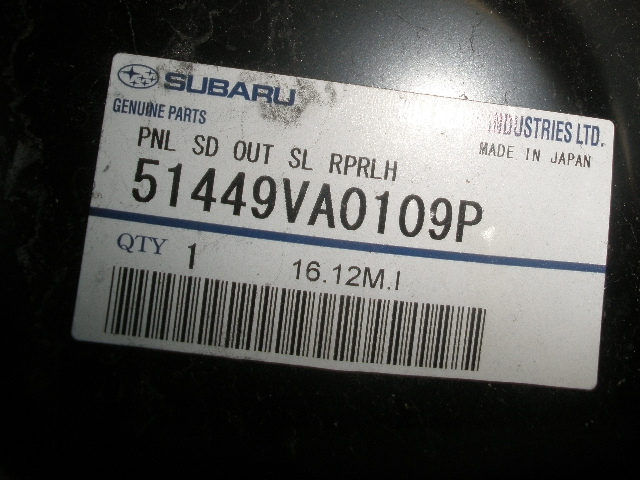 SUBARU
GENUINE PARTS
INDUSTRIES LTD.
MADE IN JAPAN
PNL SD OUT SL RPRLH
51449VA0109P
QTY 1 16.12M.I